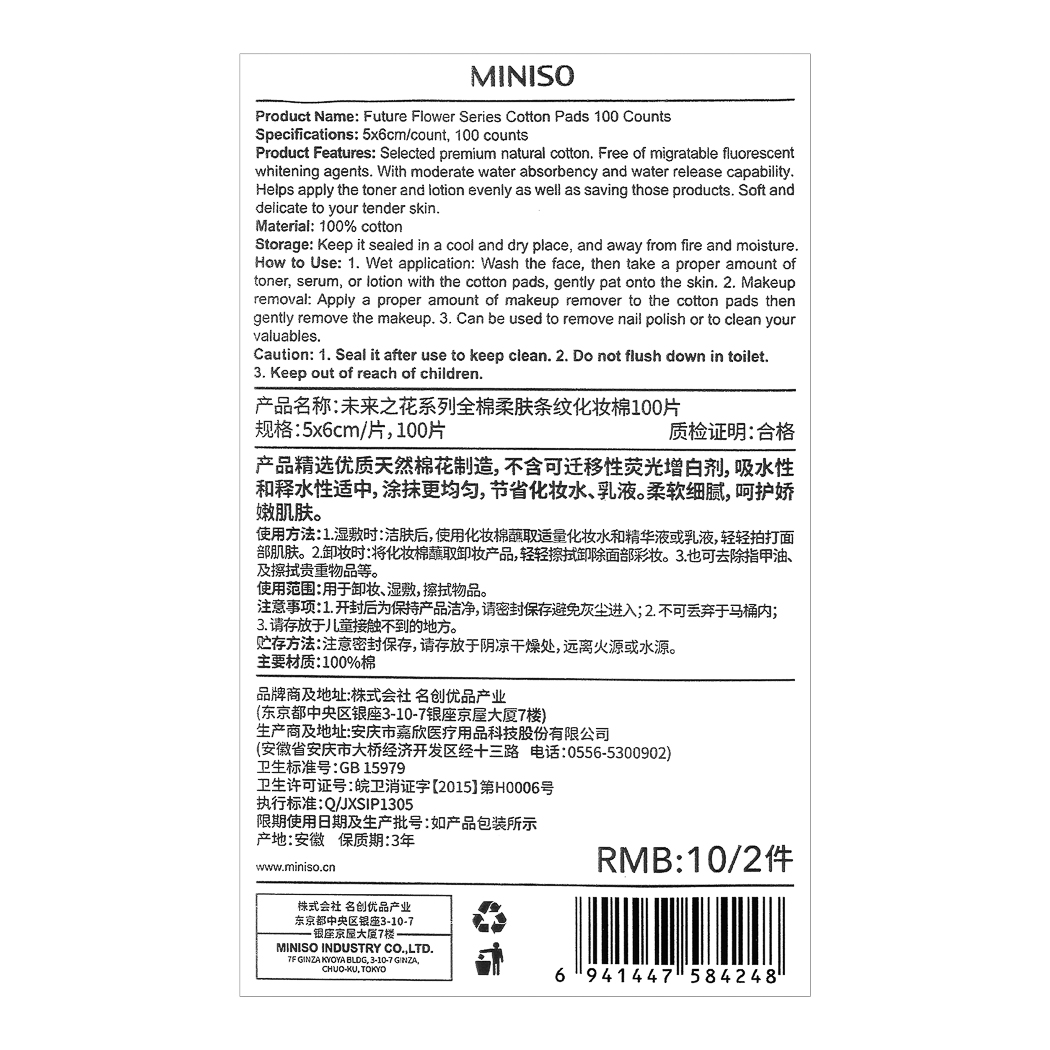 MINISO
Product Name: Future Flower Series Cotton Pads 100 Counts
Specifications: 5x6cm/count, 100 counts
Product Features: Selected premium natural cotton. Free of migratable fluorescent
whitening agents. With moderate water absorbency and water release capability.
Helps apply the toner and lotion evenly as well as saving those products. Soft and
delicate to your tender skin.
Material: 100% cotton
Storage: Keep it sealed in a cool and dry place, and away from fire and moisture.
How to Use: 1. Wet application: Wash the face, then take a proper amount of
toner, serum, or lotion with the cotton pads, gently pat onto the skin. 2. Makeup
removal: Apply a proper amount of makeup remover to the cotton pads then
gently remove the makeup. 3. Can be used to remove nail polish or to clean your
valuables.
Caution: 1. Seal it after use to keep clean. 2. Do not flush down in toilet.
3. Keep out of reach of children.
产品名称:未来之花系列全棉柔肤条纹化妆棉100片
规格:5x6cm/片,100片 质检证明:合格
产品精选优质天然棉花制造,不含可迁移性荧光增白剂,吸水性
和释水性适中,涂抹更均匀,节省化妆水、乳液。柔软细腻,呵护娇
嫩肌肤。
使用方法:1.湿敷时:洁肤后,使用化妆棉蘸取适量化妆水和精华液或乳液,轻轻拍打面
部肌肤。2.卸妆时:将化妆棉蘸取卸妆产品,轻轻擦拭卸除面部彩妆。3.也可去除指甲油、
及擦拭贵重物品等。
使用范围:用于卸妆、湿敷,擦拭物品。
注意事项:1.开封后为保持产品洁净,请密封保存避免灰尘进入;2.不可丢弃于马桶内;
3.请存放于儿童接触不到的地方。
贮存方法:注意密封保存,请存放于阴凉干燥处,远离火源或水源。
主要材质:100%棉
品牌商及地址:株式会社 名创优品产业
(东京都中央区银座3-10-7银座京屋大厦7楼)
生产商及地址:安庆市嘉欣医疗用品科技股份有限公司
(安徽省安庆市大桥经济开发区经十三路 电话:0556-5300902)
卫生标准号:GB 15979
卫生许可证号:皖卫消证字【2015】第H0006号
执行标准:Q/JXSIP1305
限期使用日期及生产批号:如产品包装所示
产地:安徽 保质期:3年
www.miniso.cn
RMB:10/2件
株式会社 名创优品产业
东京都中央区银座3-10-7
银座京屋大厦7楼
MINISO INDUSTRY CO.,LTD.
7F GINZA KYOYA BLDG, 3-10-7 GINZA,
CHUO-KU, TOKYO
6 941447 584248